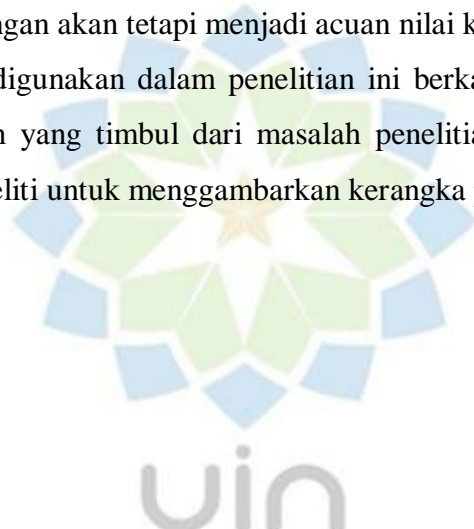 ngan akan tetapi menjadi acuan nilai k
digunakan dalam penelitian ini berka
yang timbul dari masalah penelitia
eliti untuk menggambarkan kerangka
uin